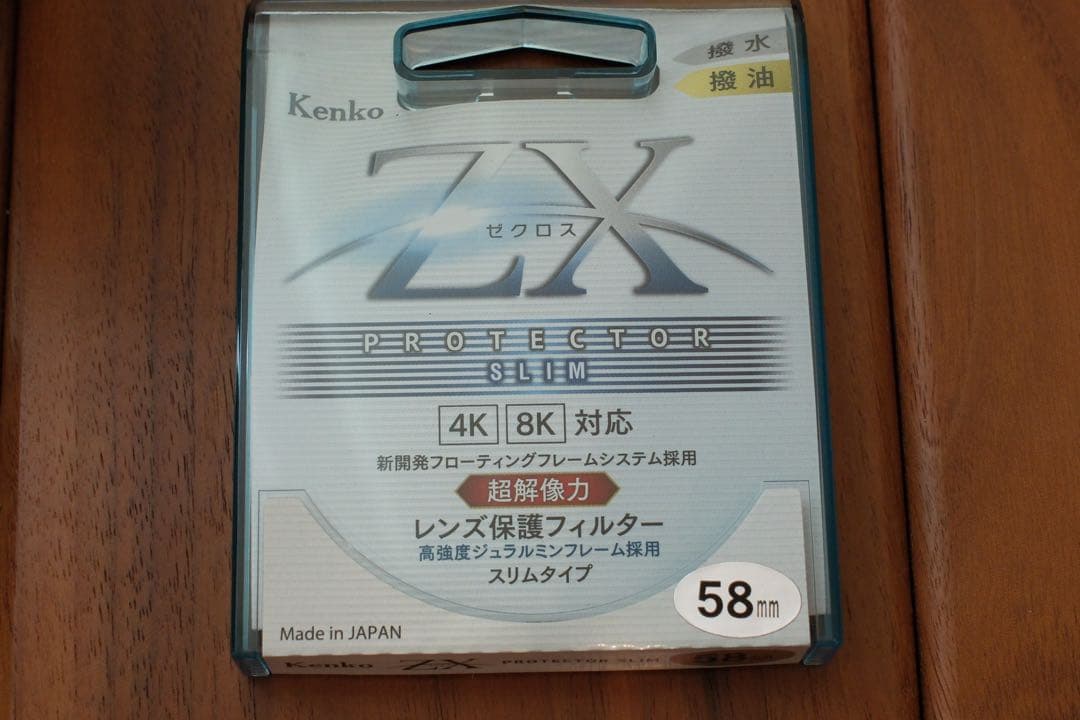 撥水
撥油
Kenko
ZX
ゼクロス
PROTECTOR
SLIM
4K 8K 対応
新開発フローティングフレームシステム採用
超解像力
レンズ保護フィルター
高強度ジュラルミンフレーム採用
スリムタイプ
58mm
Made in JAPAN
Kenko ZX PROTECTOR SLIM 58